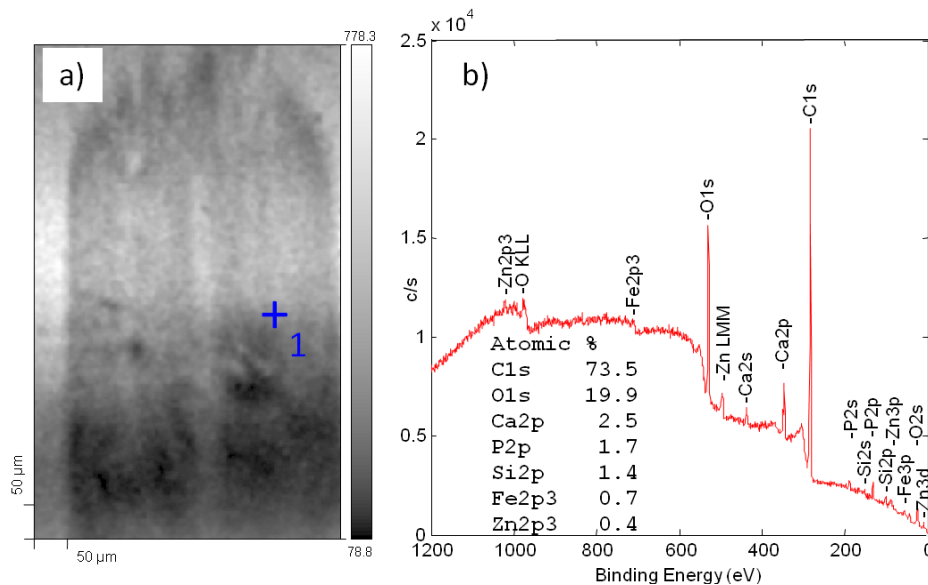 a)
778.3
78.8
1
50 µm
50 µm
b)
x 10⁴
2.5
2
1.5
1
0.5
0
c/s
1200
1000
800
600
400
200
0
Binding Energy (eV)
-Zn2p3
-O KLL
-Fe2p3
-O1s
-Zn LMM
-Ca2s
-Ca2p
-C1s
-P2s
-Si2s
-P2p
-Si2p
-Zn3p
-Fe3p
-O2s
-Zn3d
Atomic %
C1s 73.5
O1s 19.9
Ca2p 2.5
P2p 1.7
Si2p 1.4
Fe2p3 0.7
Zn2p3 0.4